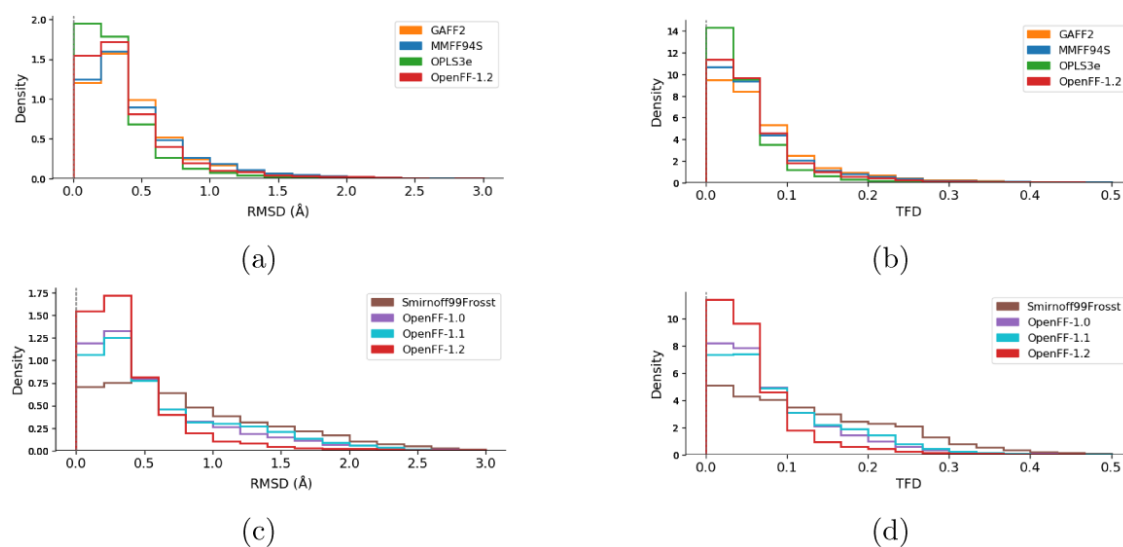 2.0
1.5
1.0
0.5
0.0
Density
0.0 0.5 1.0 1.5 2.0 2.5 3.0
RMSD (Å)
GAFF2
MMFF94S
OPLS3e
OpenFF-1.2
(a)
14
12
10
8
6
4
2
0
Density
0.0 0.1 0.2 0.3 0.4 0.5
TFD
GAFF2
MMFF94S
OPLS3e
OpenFF-1.2
(b)
1.75
1.50
1.25
1.00
0.75
0.50
0.25
0.00
Density
0.0 0.5 1.0 1.5 2.0 2.5 3.0
RMSD (Å)
Smirnoff99Frosst
OpenFF-1.0
OpenFF-1.1
OpenFF-1.2
(c)
10
8
6
4
2
0
Density
0.0 0.1 0.2 0.3 0.4 0.5
TFD
Smirnoff99Frosst
OpenFF-1.0
OpenFF-1.1
OpenFF-1.2
(d)